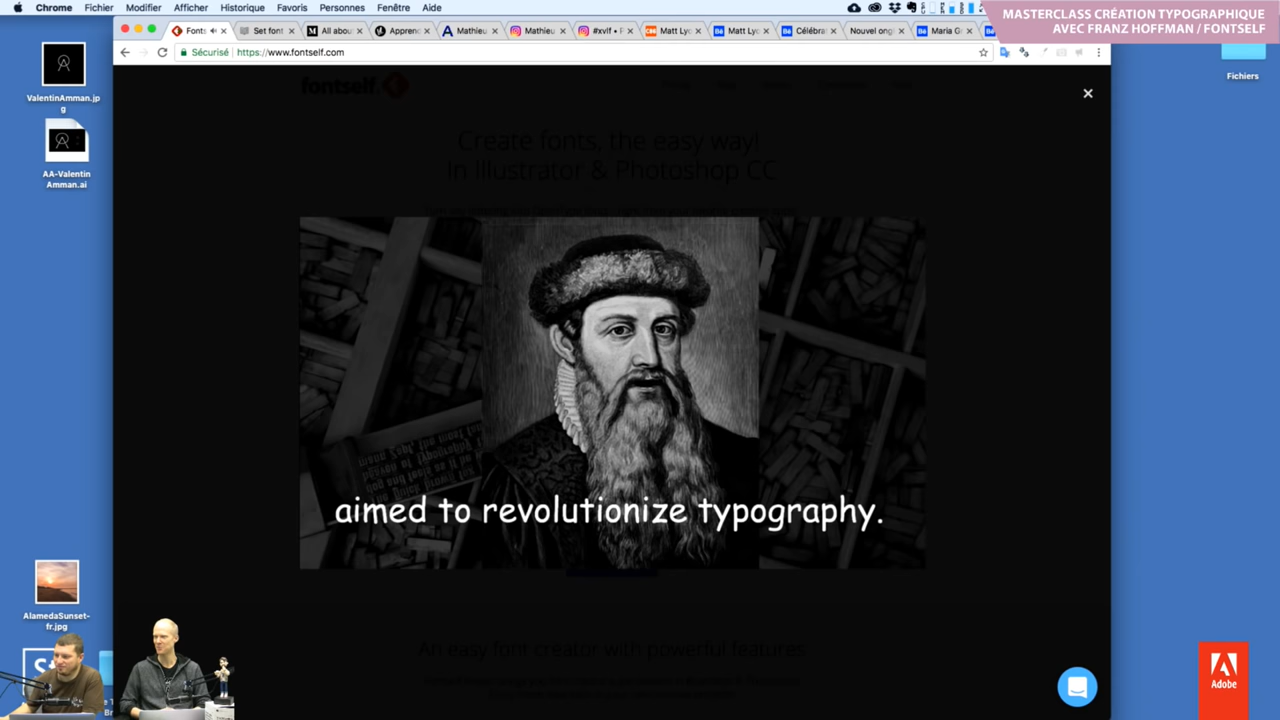 Chrome Fichier Modifier Afficher Historique Favoris Personnes Fenêtre Aide
MASTERCLASS CRÉATION TYPOGRAPHIQUE
AVEC FRANZ HOFFMAN / FONTSELF
Fonts
Set font
All abou
Apprend
Mathieu
Mathieu
#xvif • P
Matt Lyo
Matt Ly
Célébra
Nouvel ong
Maria G
Sécurisé https://www.fontself.com
ValentinAmman.jp
g
AA-Valentin
Amman.ai
Fichiers
fontself.
Create fonts, the easy way!
In Illustrator & Photoshop CC
aimed to revolutionize typography.
An easy font creator with powerful features
AlamedaSunset-
fr.jpg
St
Adobe